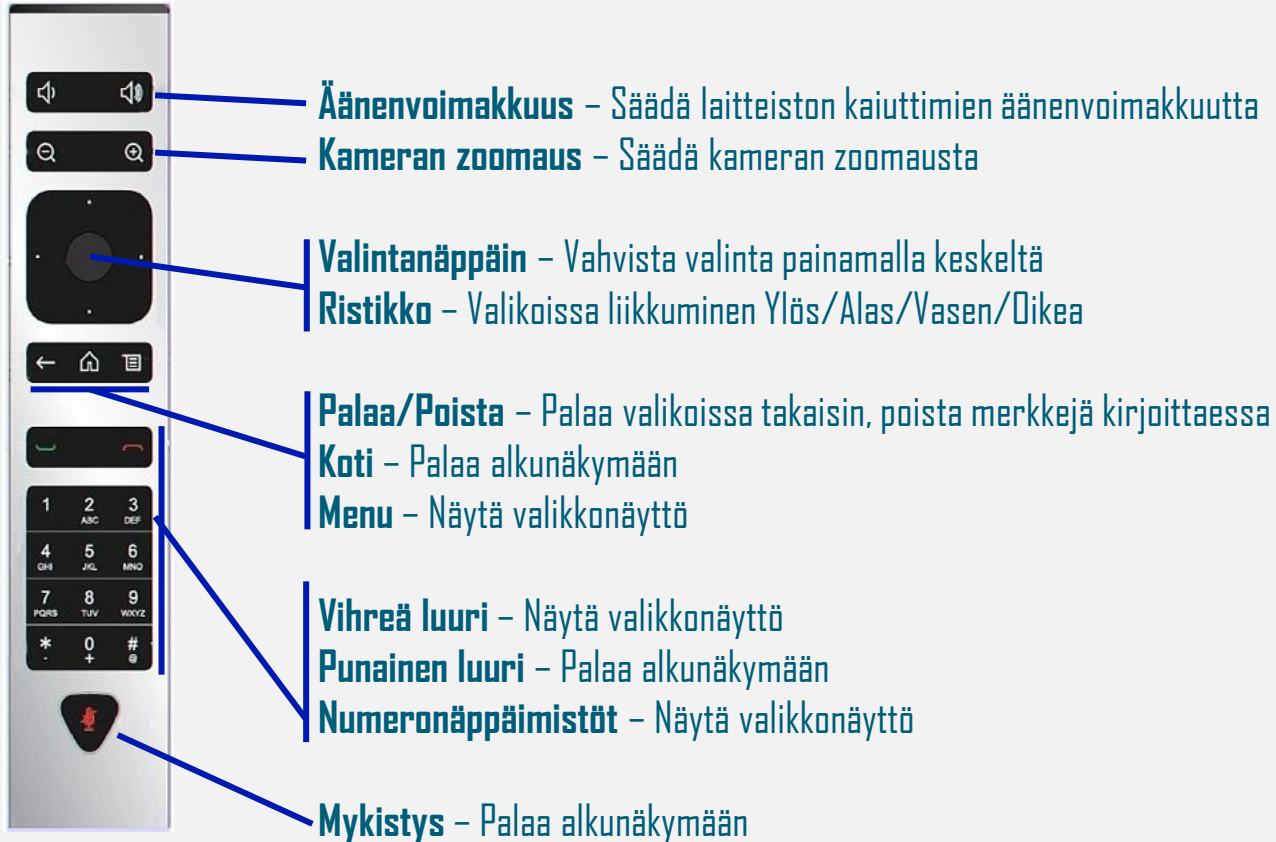 Äänenvoimakkuus – Säädä laitteiston kaiuttimien äänenvoimakkuutta
Kameran zoomaus – Säädä kameran zoomausta
Valintanäppäin – Vahvista valinta painamalla keskeltä
Ristikko – Valikoissa liikkuminen Ylös/Alas/Vasen/Oikea
Palaa/Poista – Palaa valikoissa takaisin, poista merkkejä kirjoittaessa
Koti – Palaa alkunäkymään
Menu – Näytä valikkonäyttö
1 2 3
ABC DEF
4 5 6
GHI JKL MNO
7 8 9
PQRS TUV WXYZ
* 0 #
. + @
Vihreä luuri – Näytä valikkonäyttö
Punainen luuri – Palaa alkunäkymään
Numeronäppäimistöt – Näytä valikkonäyttö
Mykistys – Palaa alkunäkymään